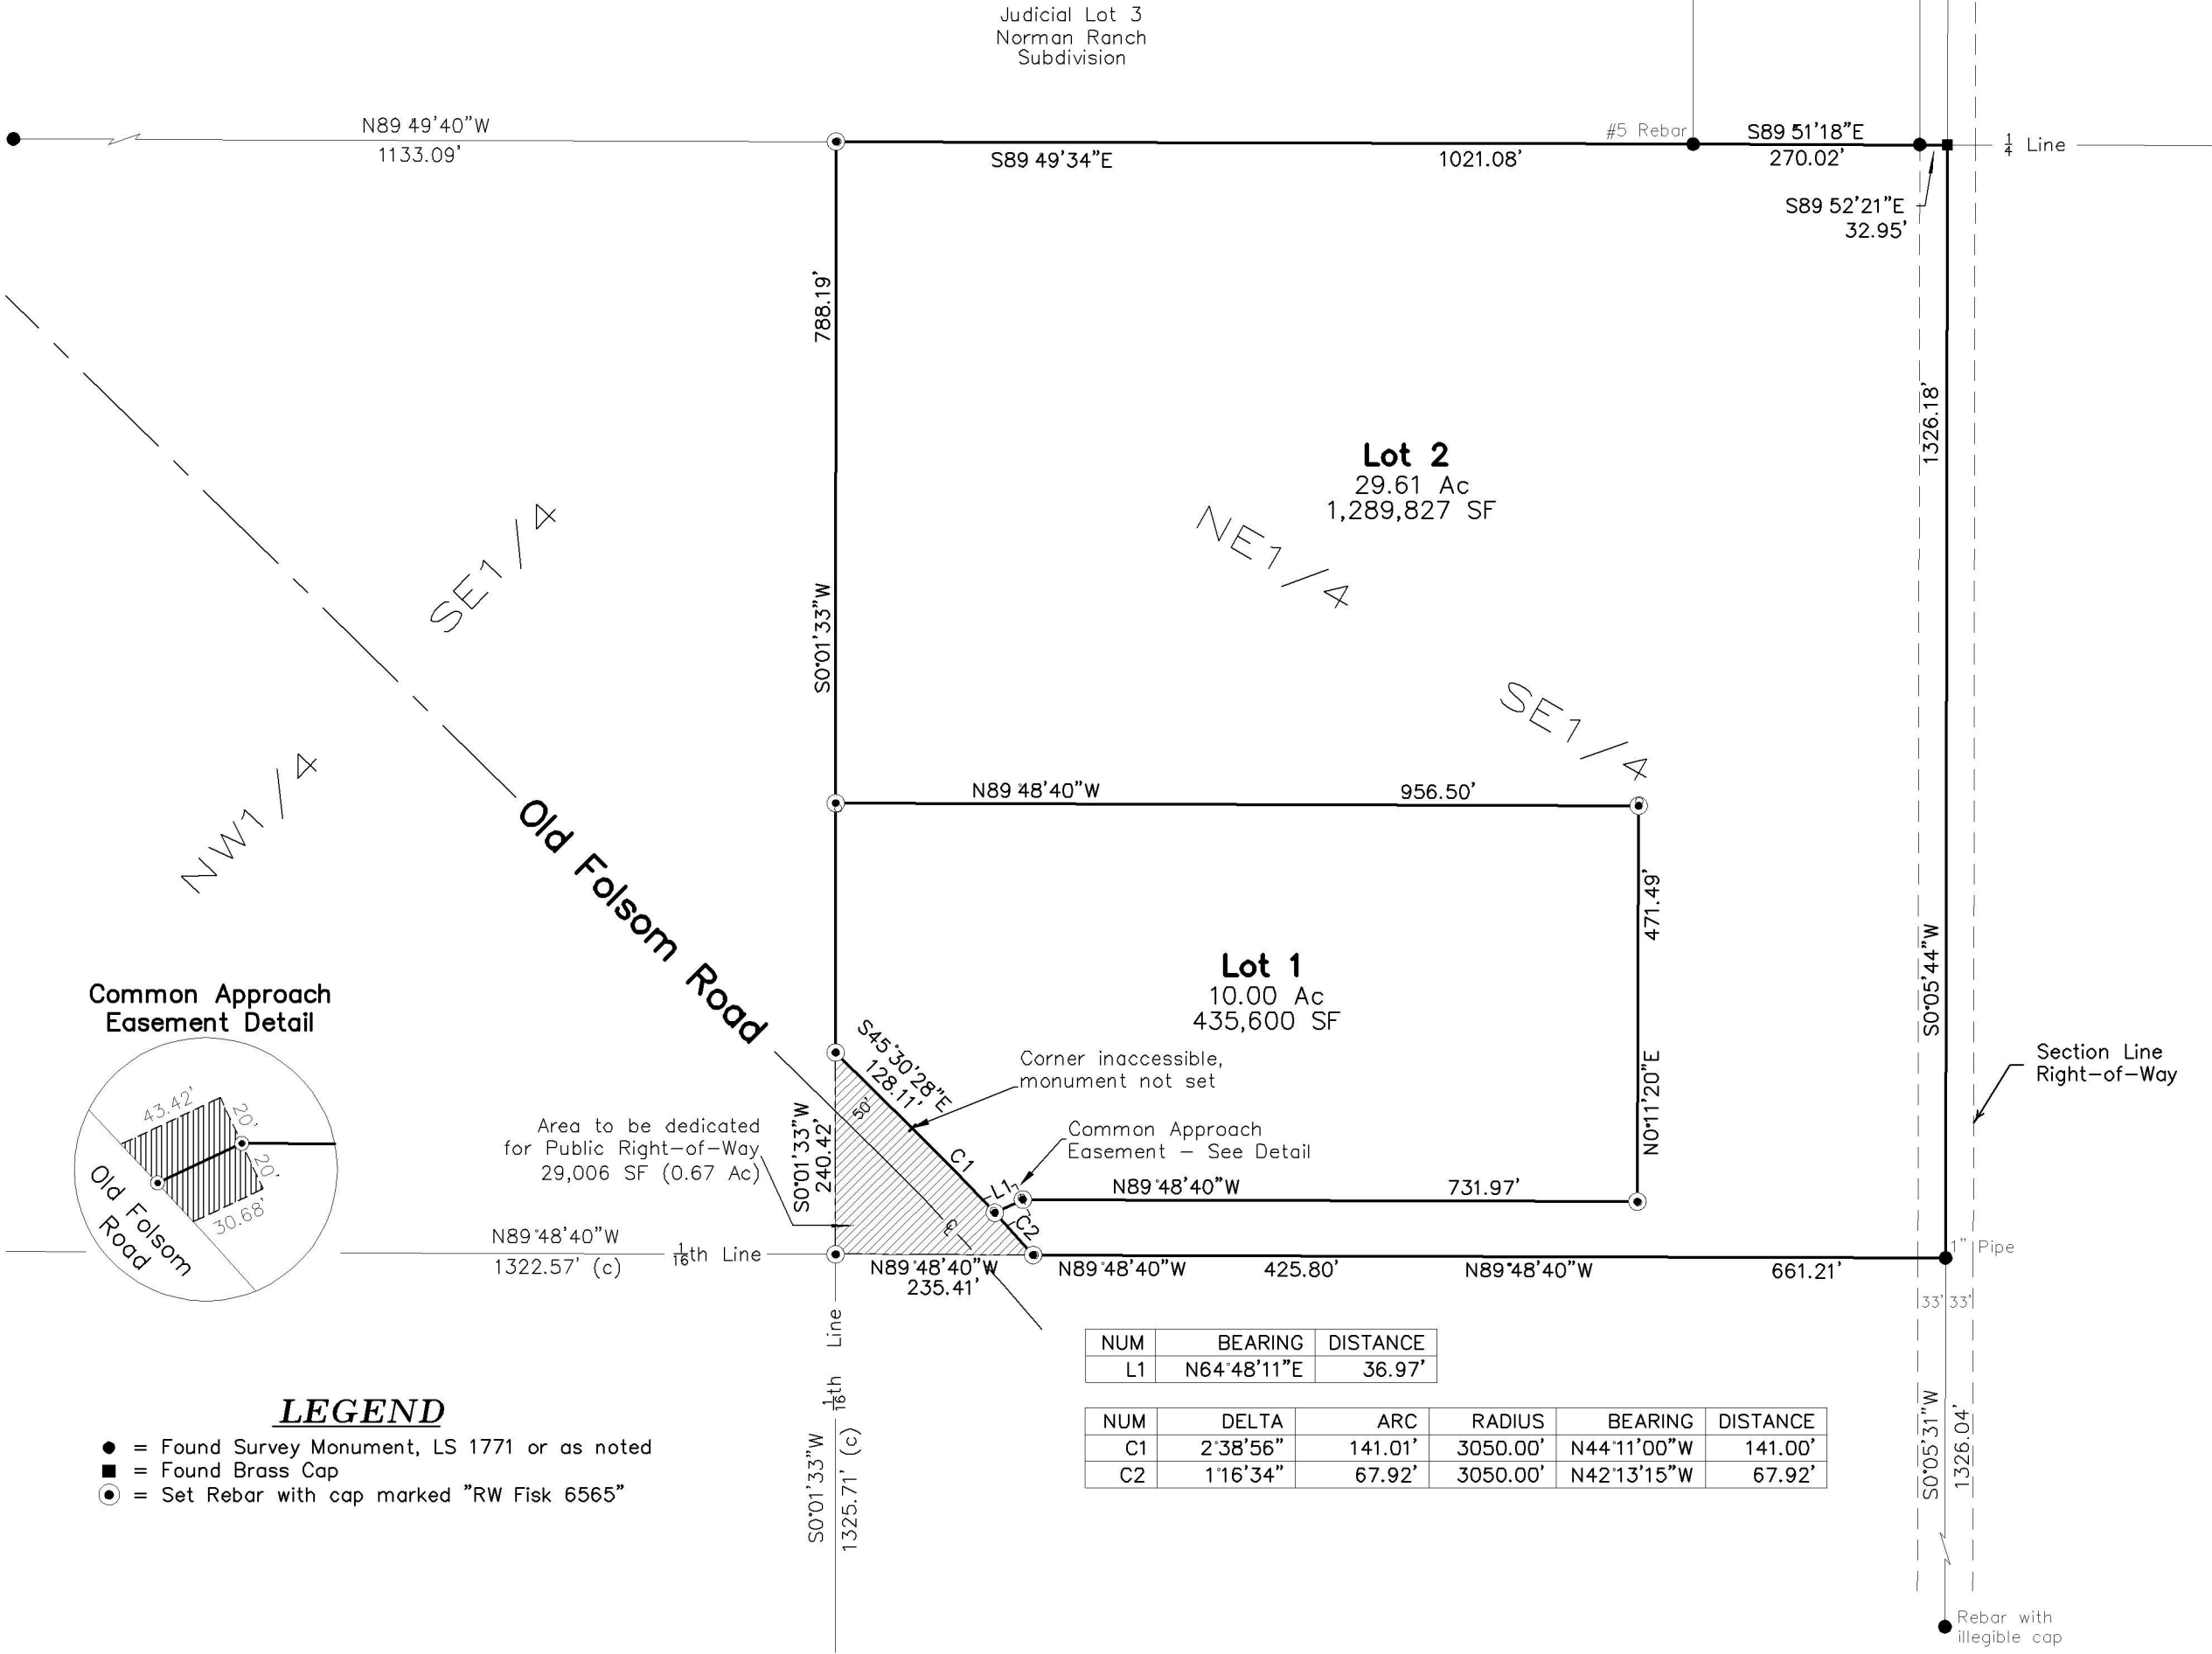 Judicial Lot 3
Norman Ranch
Subdivision
N89 49'40"W
1133.09'
S89 49'34"E
1021.08'
#5 Rebar
S89 51'18"E
270.02'
1/4 Line
S89 52'21"E
32.95'
788.19'
S0°01'33"W
1326.18'
S0°05'44"W
Lot 2
29.61 Ac
1,289,827 SF
NE1/4
SE1/4
SE1/4
NW1/4
N89 48'40"W
956.50'
471.49'
N0°11'20"E
Old Folsom Road
Lot 1
10.00 Ac
435,600 SF
Common Approach
Easement Detail
43.42'
20'
20'
30.68'
Old Folsom
Road
S45°30'28"E
128.11'
50'
Corner inaccessible,
monument not set
Section Line
Right-of-Way
Area to be dedicated
for Public Right-of-Way
29,006 SF (0.67 Ac)
S0°01'33"W
240.42'
C1
Common Approach
Easement - See Detail
L1
C2
℄
N89°48'40"W
731.97'
N89°48'40"W
1322.57' (c)
1/16th Line
N89°48'40"W
235.41'
N89°48'40"W
425.80'
N89°48'40"W
661.21'
1" Pipe
33' 33'
1/16th Line
S0°01'33"W
1325.71' (c)
NUM BEARING DISTANCE
L1 N64°48'11"E 36.97'
NUM DELTA ARC RADIUS BEARING DISTANCE
C1 2°38'56" 141.01' 3050.00' N44°11'00"W 141.00'
C2 1°16'34" 67.92' 3050.00' N42°13'15"W 67.92'
S0°05'31"W
1326.04'
LEGEND
= Found Survey Monument, LS 1771 or as noted
= Found Brass Cap
= Set Rebar with cap marked "RW Fisk 6565"
Rebar with
illegible cap